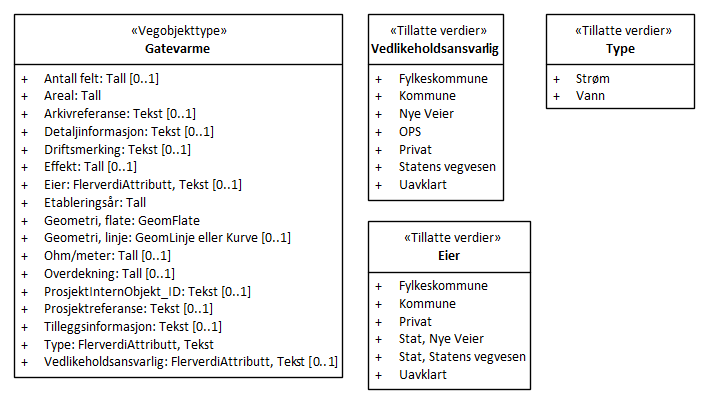 «Vegobjekttype»
Gatevarme
+ Antall felt: Tall [0..1]
+ Areal: Tall
+ Arkivreferanse: Tekst [0..1]
+ Detaljinformasjon: Tekst [0..1]
+ Driftsmerking: Tekst [0..1]
+ Effekt: Tall [0..1]
+ Eier: FlerverdiAttributt, Tekst [0..1]
+ Etableringsår: Tall
+ Geometri, flate: GeomFlate
+ Geometri, linje: GeomLinje eller Kurve [0..1]
+ Ohm/meter: Tall [0..1]
+ Overdekning: Tall [0..1]
+ ProsjektInternObjekt_ID: Tekst [0..1]
+ Prosjektreferanse: Tekst [0..1]
+ Tilleggsinformasjon: Tekst [0..1]
+ Type: FlerverdiAttributt, Tekst
+ Vedlikeholdsansvarlig: FlerverdiAttributt, Tekst [0..1]
«Tillatte verdier»
Vedlikeholdsansvarlig
+ Fylkeskommune
+ Kommune
+ Nye Veier
+ OPS
+ Privat
+ Statens vegvesen
+ Uavklart
«Tillatte verdier»
Type
+ Strøm
+ Vann
«Tillatte verdier»
Eier
+ Fylkeskommune
+ Kommune
+ Privat
+ Stat, Nye Veier
+ Stat, Statens vegvesen
+ Uavklart